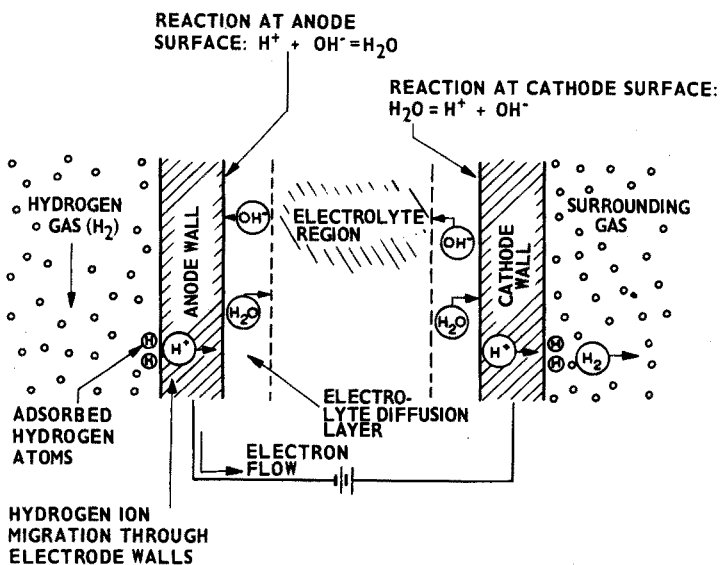 REACTION AT ANODE
SURFACE: H⁺ + OH⁻=H₂O
REACTION AT CATHODE SURFACE:
H₂O = H⁺ + OH⁻
HYDROGEN
GAS (H₂)
ANODE WALL
OH⁻
ELECTROLYTE
REGION
OH⁻
CATHODE
WALL
SURROUNDING
GAS
H₂O
H₂O
H
H
H⁺
H⁺
H
H
H₂
ADSORBED
HYDROGEN
ATOMS
ELECTRO-
LYTE DIFFUSION
LAYER
ELECTRON
FLOW
HYDROGEN ION
MIGRATION THROUGH
ELECTRODE WALLS